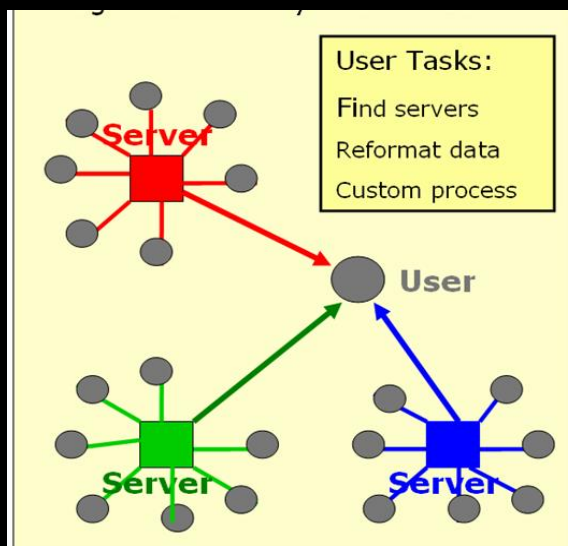 User Tasks:
Find servers
Reformat data
Custom process
Server
User
Server
Server